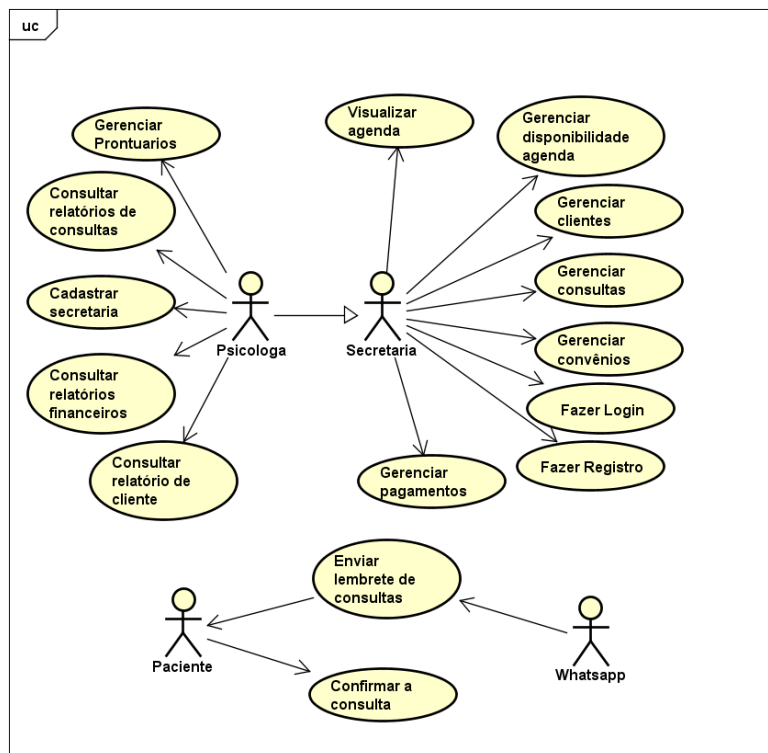 uc
Gerenciar
Prontuarios
Visualizar
agenda
Gerenciar
disponibilidade
agenda
Consultar
relatórios de
consultas
Gerenciar
clientes
Cadastrar
secretaria
Gerenciar
consultas
Psicologa
Secretaria
Gerenciar
convênios
Consultar
relatórios
financeiros
Fazer Login
Consultar
relatório de
cliente
Gerenciar
pagamentos
Fazer Registro
Enviar
lembrete de
consultas
Paciente
Whatsapp
Confirmar a
consulta